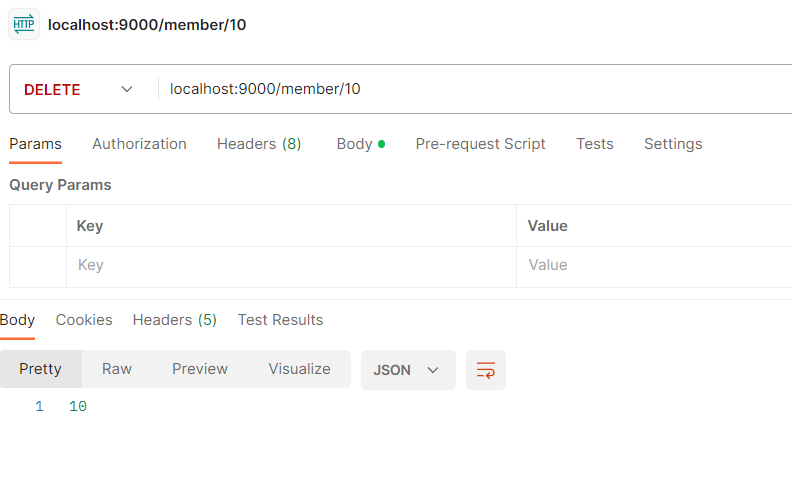 HTTP localhost:9000/member/10
DELETE localhost:9000/member/10
Params Authorization Headers (8) Body Pre-request Script Tests Settings
Query Params
Key Value
Key Value
Body Cookies Headers (5) Test Results
Pretty Raw Preview Visualize JSON
1 10